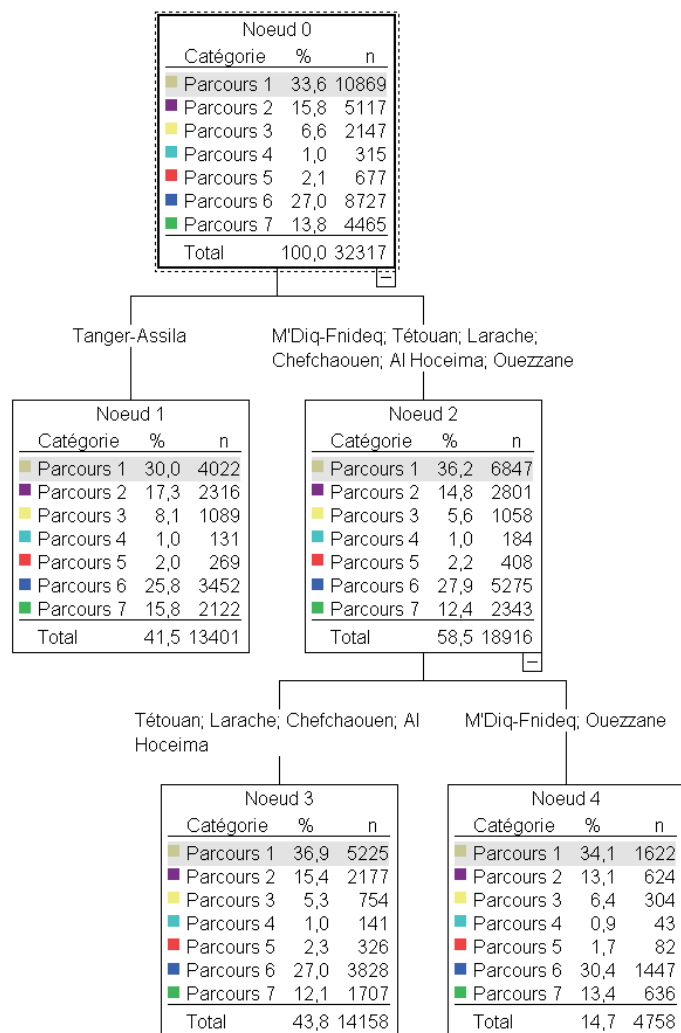 Noeud 0
Catégorie % n
Parcours 1 33,6 10869
Parcours 2 15,8 5117
Parcours 3 6,6 2147
Parcours 4 1,0 315
Parcours 5 2,1 677
Parcours 6 27,0 8727
Parcours 7 13,8 4465
Total 100,0 32317
Tanger-Assila
M'Diq-Fnideq; Tétouan; Larache;
Chefchaouen; Al Hoceima; Ouezzane
Noeud 1
Catégorie % n
Parcours 1 30,0 4022
Parcours 2 17,3 2316
Parcours 3 8,1 1089
Parcours 4 1,0 131
Parcours 5 2,0 269
Parcours 6 25,8 3452
Parcours 7 15,8 2122
Total 41,5 13401
Noeud 2
Catégorie % n
Parcours 1 36,2 6847
Parcours 2 14,8 2801
Parcours 3 5,6 1058
Parcours 4 1,0 184
Parcours 5 2,2 408
Parcours 6 27,9 5275
Parcours 7 12,4 2343
Total 58,5 18916
Tétouan; Larache; Chefchaouen; Al
Hoceima
M'Diq-Fnideq; Ouezzane
Noeud 3
Catégorie % n
Parcours 1 36,9 5225
Parcours 2 15,4 2177
Parcours 3 5,3 754
Parcours 4 1,0 141
Parcours 5 2,3 326
Parcours 6 27,0 3828
Parcours 7 12,1 1707
Total 43,8 14158
Noeud 4
Catégorie % n
Parcours 1 34,1 1622
Parcours 2 13,1 624
Parcours 3 6,4 304
Parcours 4 0,9 43
Parcours 5 1,7 82
Parcours 6 30,4 1447
Parcours 7 13,4 636
Total 14,7 4758